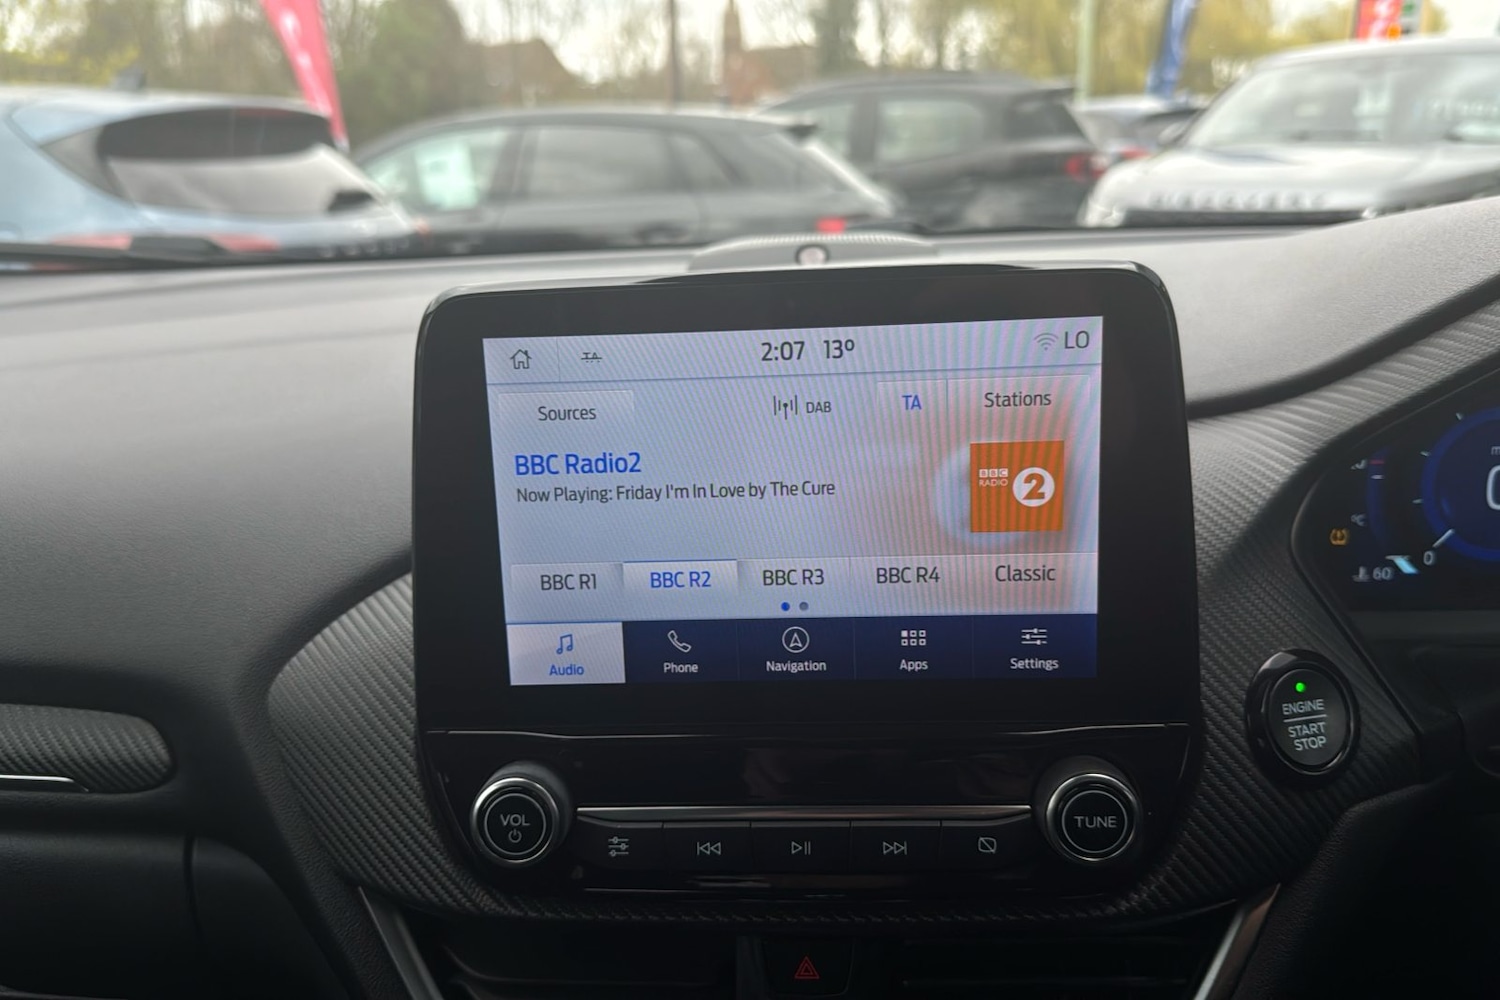 TA 2:07 13° LO
Sources DAB TA Stations
BBC Radio2
Now Playing: Friday I'm In Love by The Cure
BBC
RADIO 2
BBC R1 BBC R2 BBC R3 BBC R4 Classic
Audio Phone Navigation Apps Settings
ENGINE
START
STOP
VOL TUNE
°C
60 0